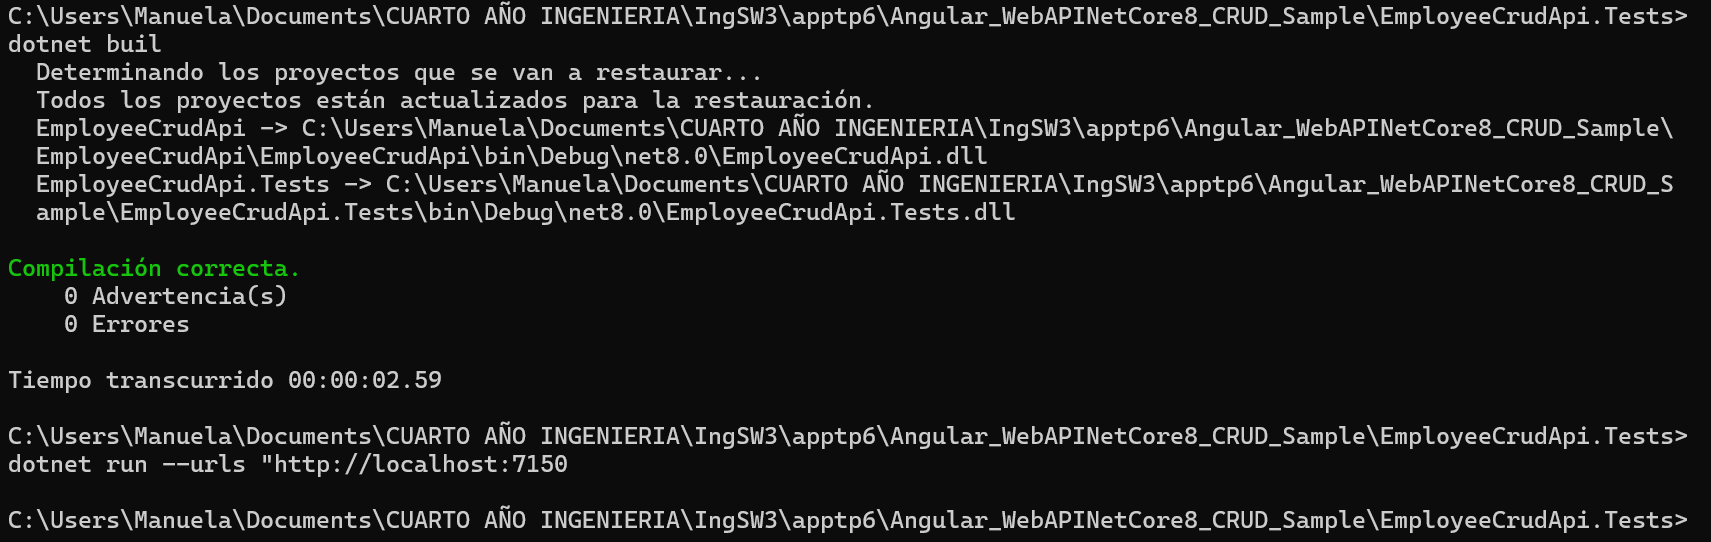 C:\Users\Manuela\Documents\CUARTO AÑO INGENIERIA\IngSW3\apptp6\Angular_WebAPINetCore8_CRUD_Sample\EmployeeCrudApi.Tests>
dotnet buil
Determinando los proyectos que se van a restaurar...
Todos los proyectos están actualizados para la restauración.
EmployeeCrudApi -> C:\Users\Manuela\Documents\CUARTO AÑO INGENIERIA\IngSW3\apptp6\Angular_WebAPINetCore8_CRUD_Sample\
EmployeeCrudApi\EmployeeCrudApi\bin\Debug\net8.0\EmployeeCrudApi.dll
EmployeeCrudApi.Tests -> C:\Users\Manuela\Documents\CUARTO AÑO INGENIERIA\IngSW3\apptp6\Angular_WebAPINetCore8_CRUD_S
ample\EmployeeCrudApi.Tests\bin\Debug\net8.0\EmployeeCrudApi.Tests.dll
Compilación correcta.
0 Advertencia(s)
0 Errores
Tiempo transcurrido 00:00:02.59
C:\Users\Manuela\Documents\CUARTO AÑO INGENIERIA\IngSW3\apptp6\Angular_WebAPINetCore8_CRUD_Sample\EmployeeCrudApi.Tests>
dotnet run --urls "http://localhost:7150
C:\Users\Manuela\Documents\CUARTO AÑO INGENIERIA\IngSW3\apptp6\Angular_WebAPINetCore8_CRUD_Sample\EmployeeCrudApi.Tests>